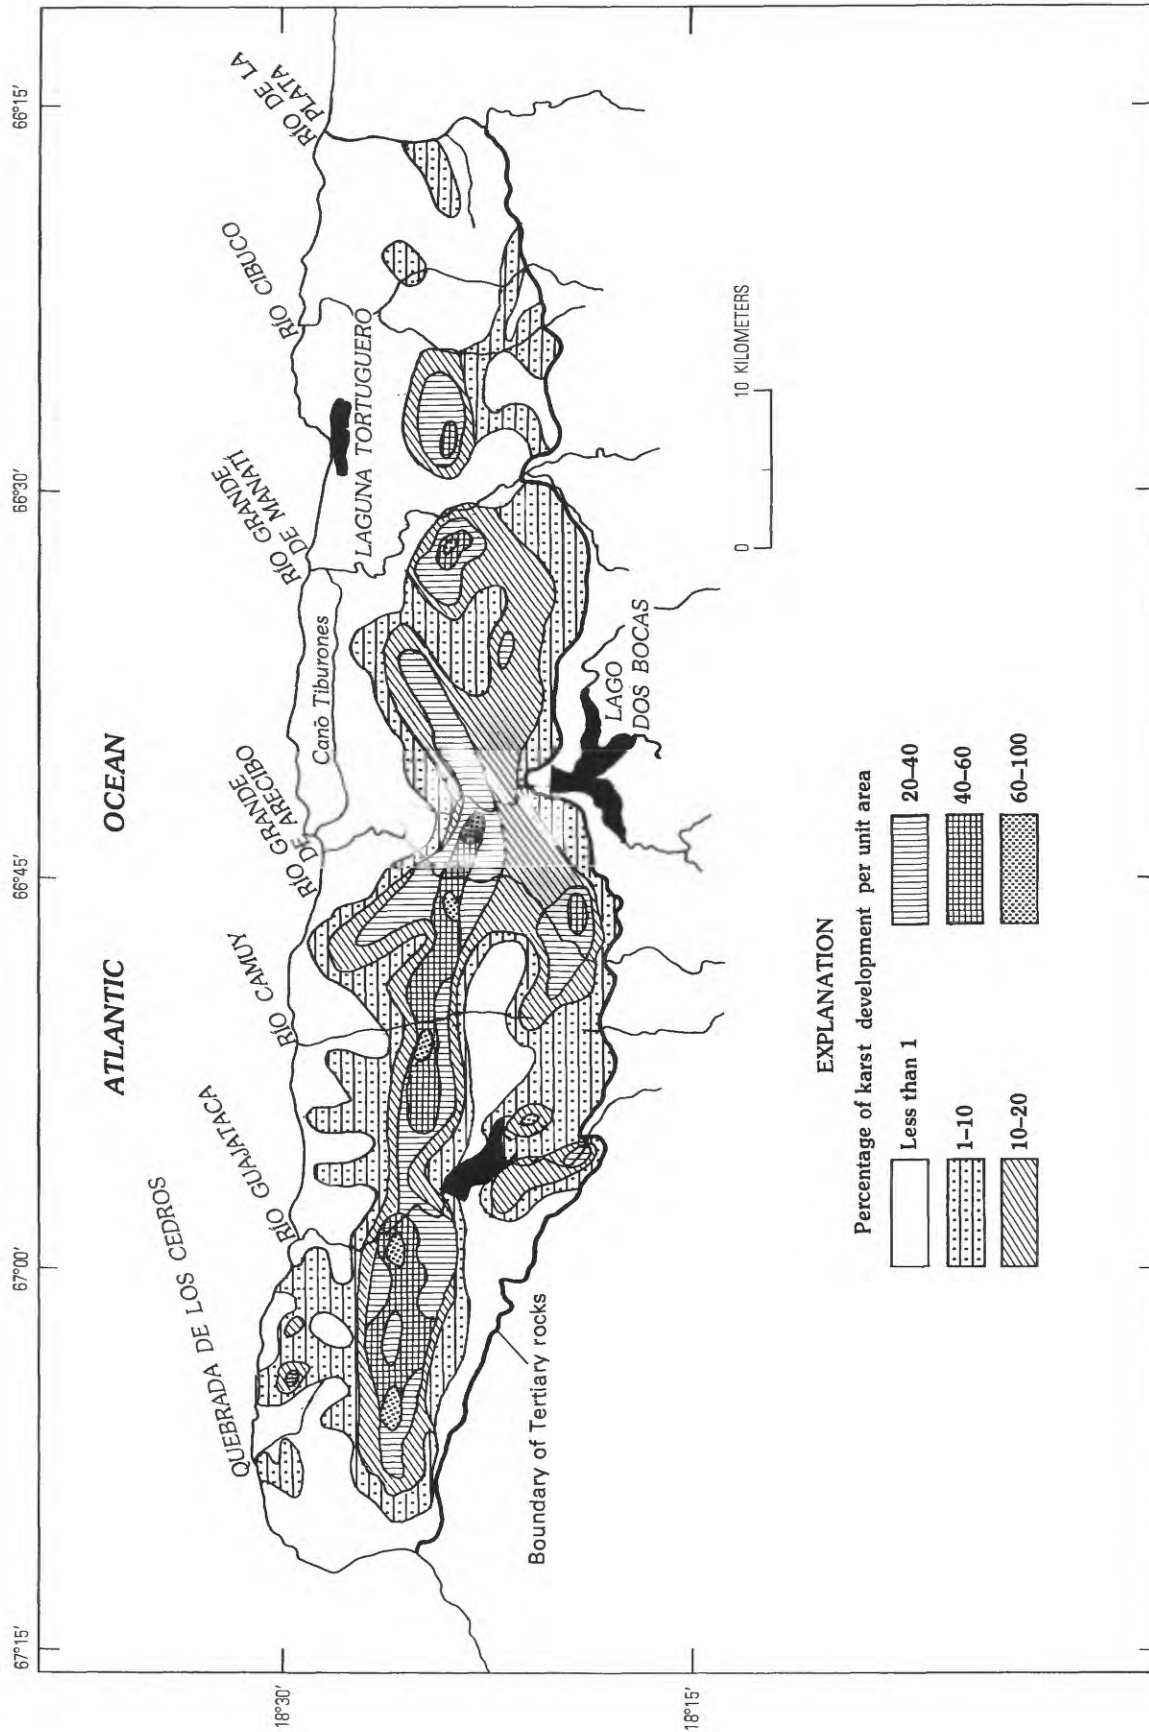 67°15'
67°00'
66°45'
66°30'
66°15'
18°30'
18°15'
ATLANTIC OCEAN
QUEBRADA DE LOS CEDROS
RÍO GUAJATACA
RÍO CAMUY
RÍO GRANDE
DE ARECIBO
Canõ Tiburones
RÍO GRANDE
DE MANATÍ
LAGUNA TORTUGUERO
RÍO CIBUCO
RÍO DE LA
PLATA
LAGO
DOS BOCAS
Boundary of Tertiary rocks
0 10 KILOMETERS
EXPLANATION
Percentage of karst development per unit area
Less than 1
1–10
10–20
20–40
40–60
60–100